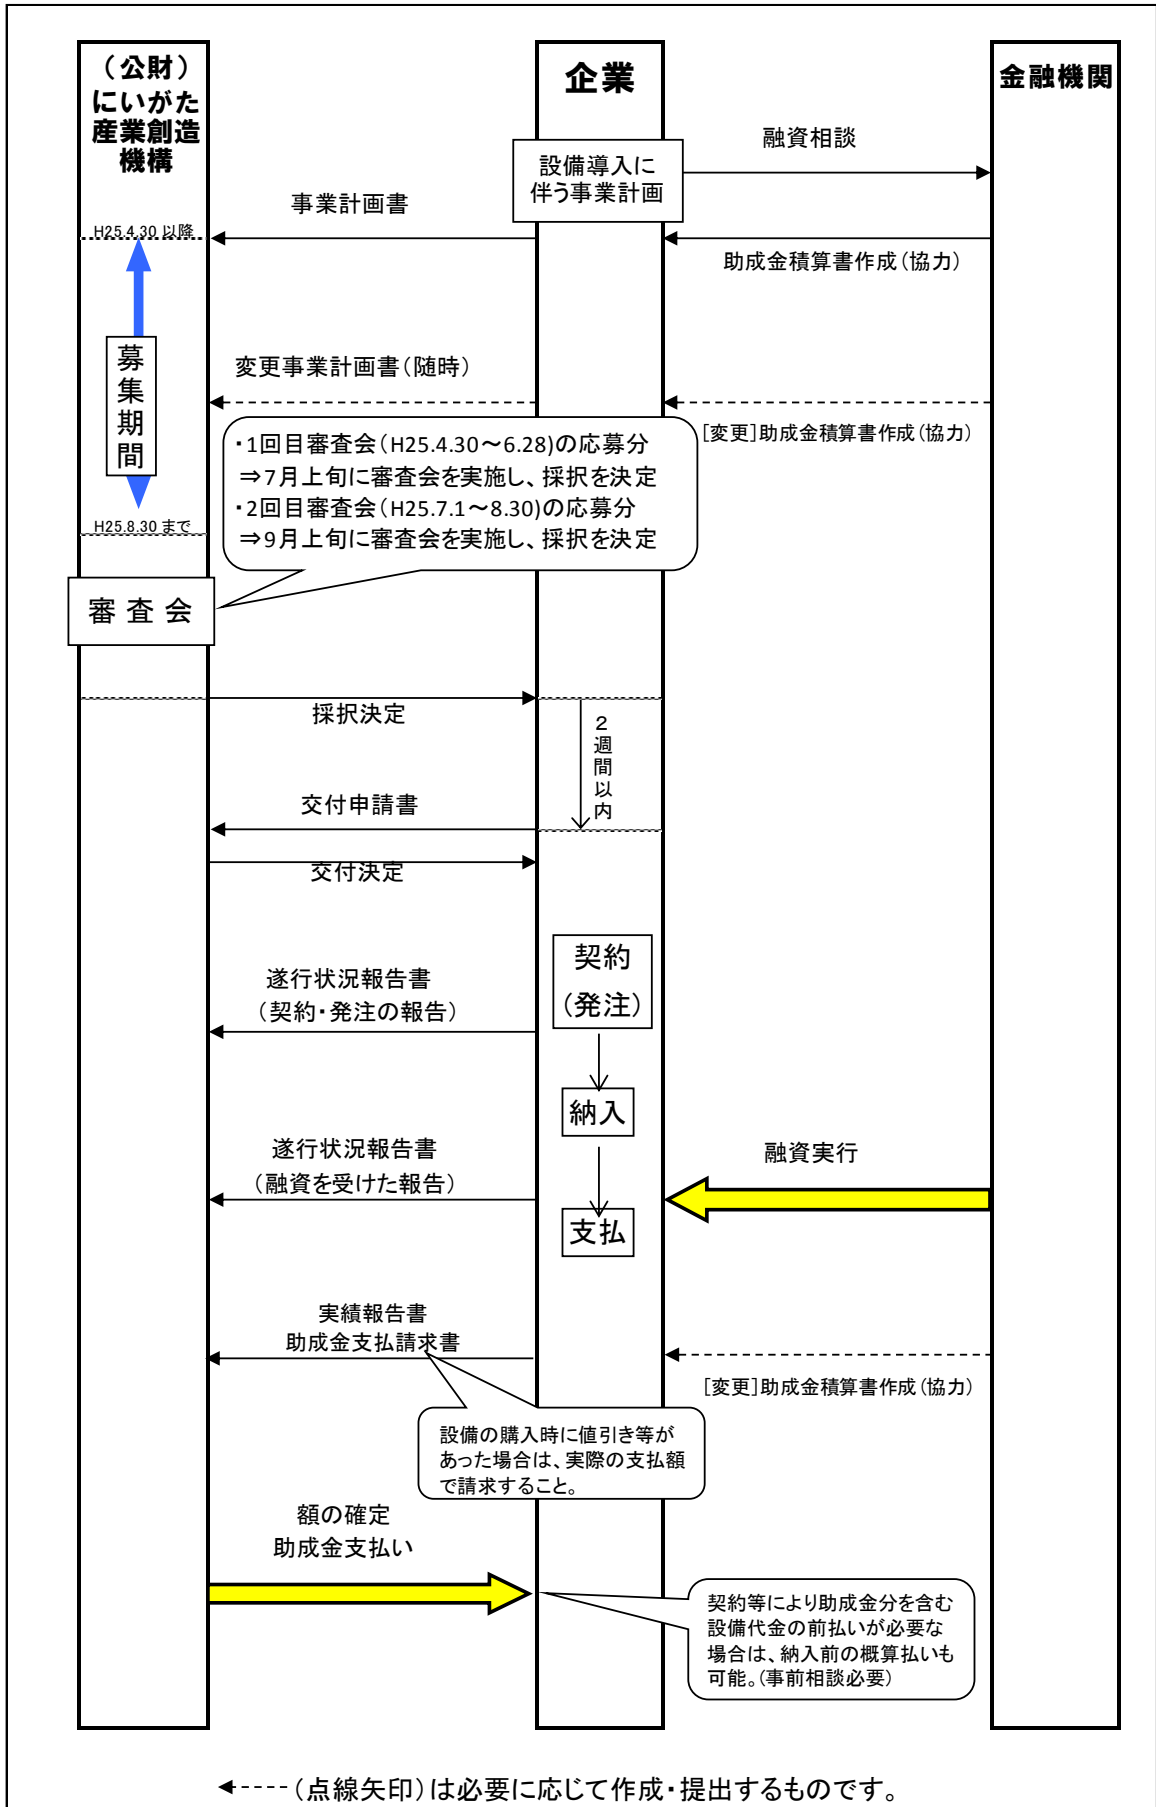 （公財）
にいがた
産業創造
機構
企業
金融機関
設備導入に
伴う事業計画
融資相談
事業計画書
H25.4.30 以降
助成金積算書作成（協力）
募集期間
変更事業計画書（随時）
［変更］助成金積算書作成（協力）
・1回目審査会（H25.4.30～6.28)の応募分
⇒7月上旬に審査会を実施し、採択を決定
・2回目審査会（H25.7.1～8.30)の応募分
⇒9月上旬に審査会を実施し、採択を決定
H25.8.30 まで
審 査 会
採択決定
２週間以内
交付申請書
交付決定
契約
（発注）
遂行状況報告書
（契約・発注の報告）
納入
遂行状況報告書
（融資を受けた報告）
融資実行
支払
実績報告書
助成金支払請求書
［変更］助成金積算書作成（協力）
設備の購入時に値引き等が
あった場合は、実際の支払額
で請求すること。
額の確定
助成金支払い
契約等により助成金分を含む
設備代金の前払いが必要な
場合は、納入前の概算払いも
可能。（事前相談必要）
（点線矢印）は必要に応じて作成・提出するものです。